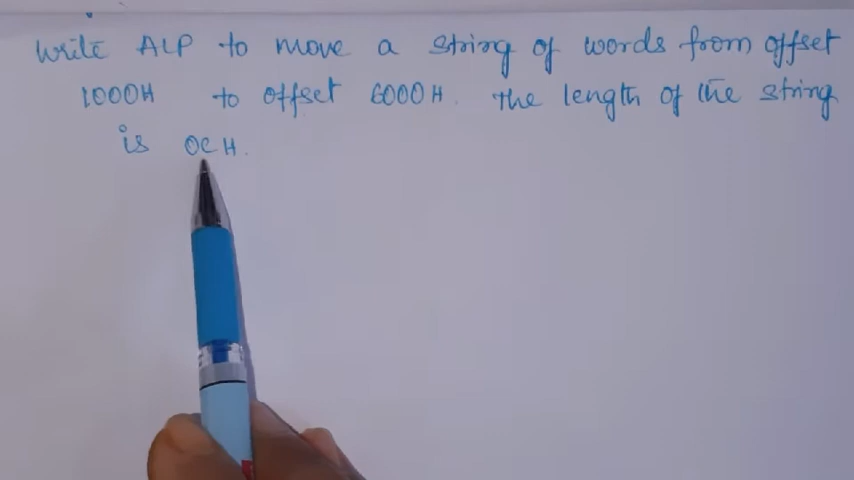 Write ALP to move a string of words from offset
1000H to offset 6000H. The length of the string
is 0CH.